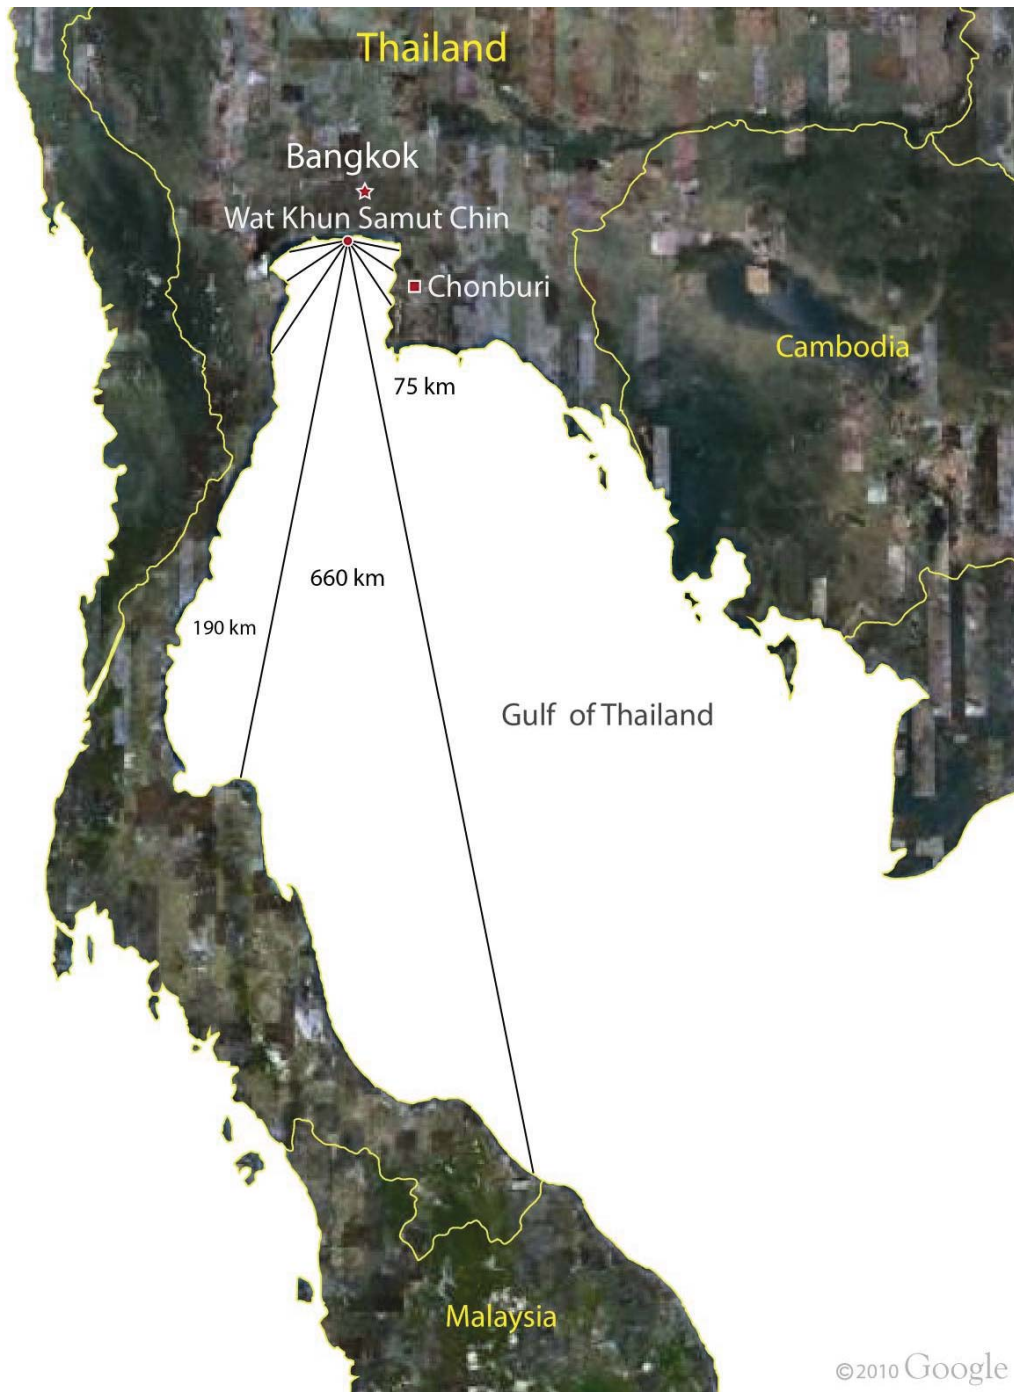 Thailand
Bangkok
Wat Khun Samut Chin
Chonburi
Cambodia
75 km
660 km
190 km
Gulf of Thailand
Malaysia
©2010 Google